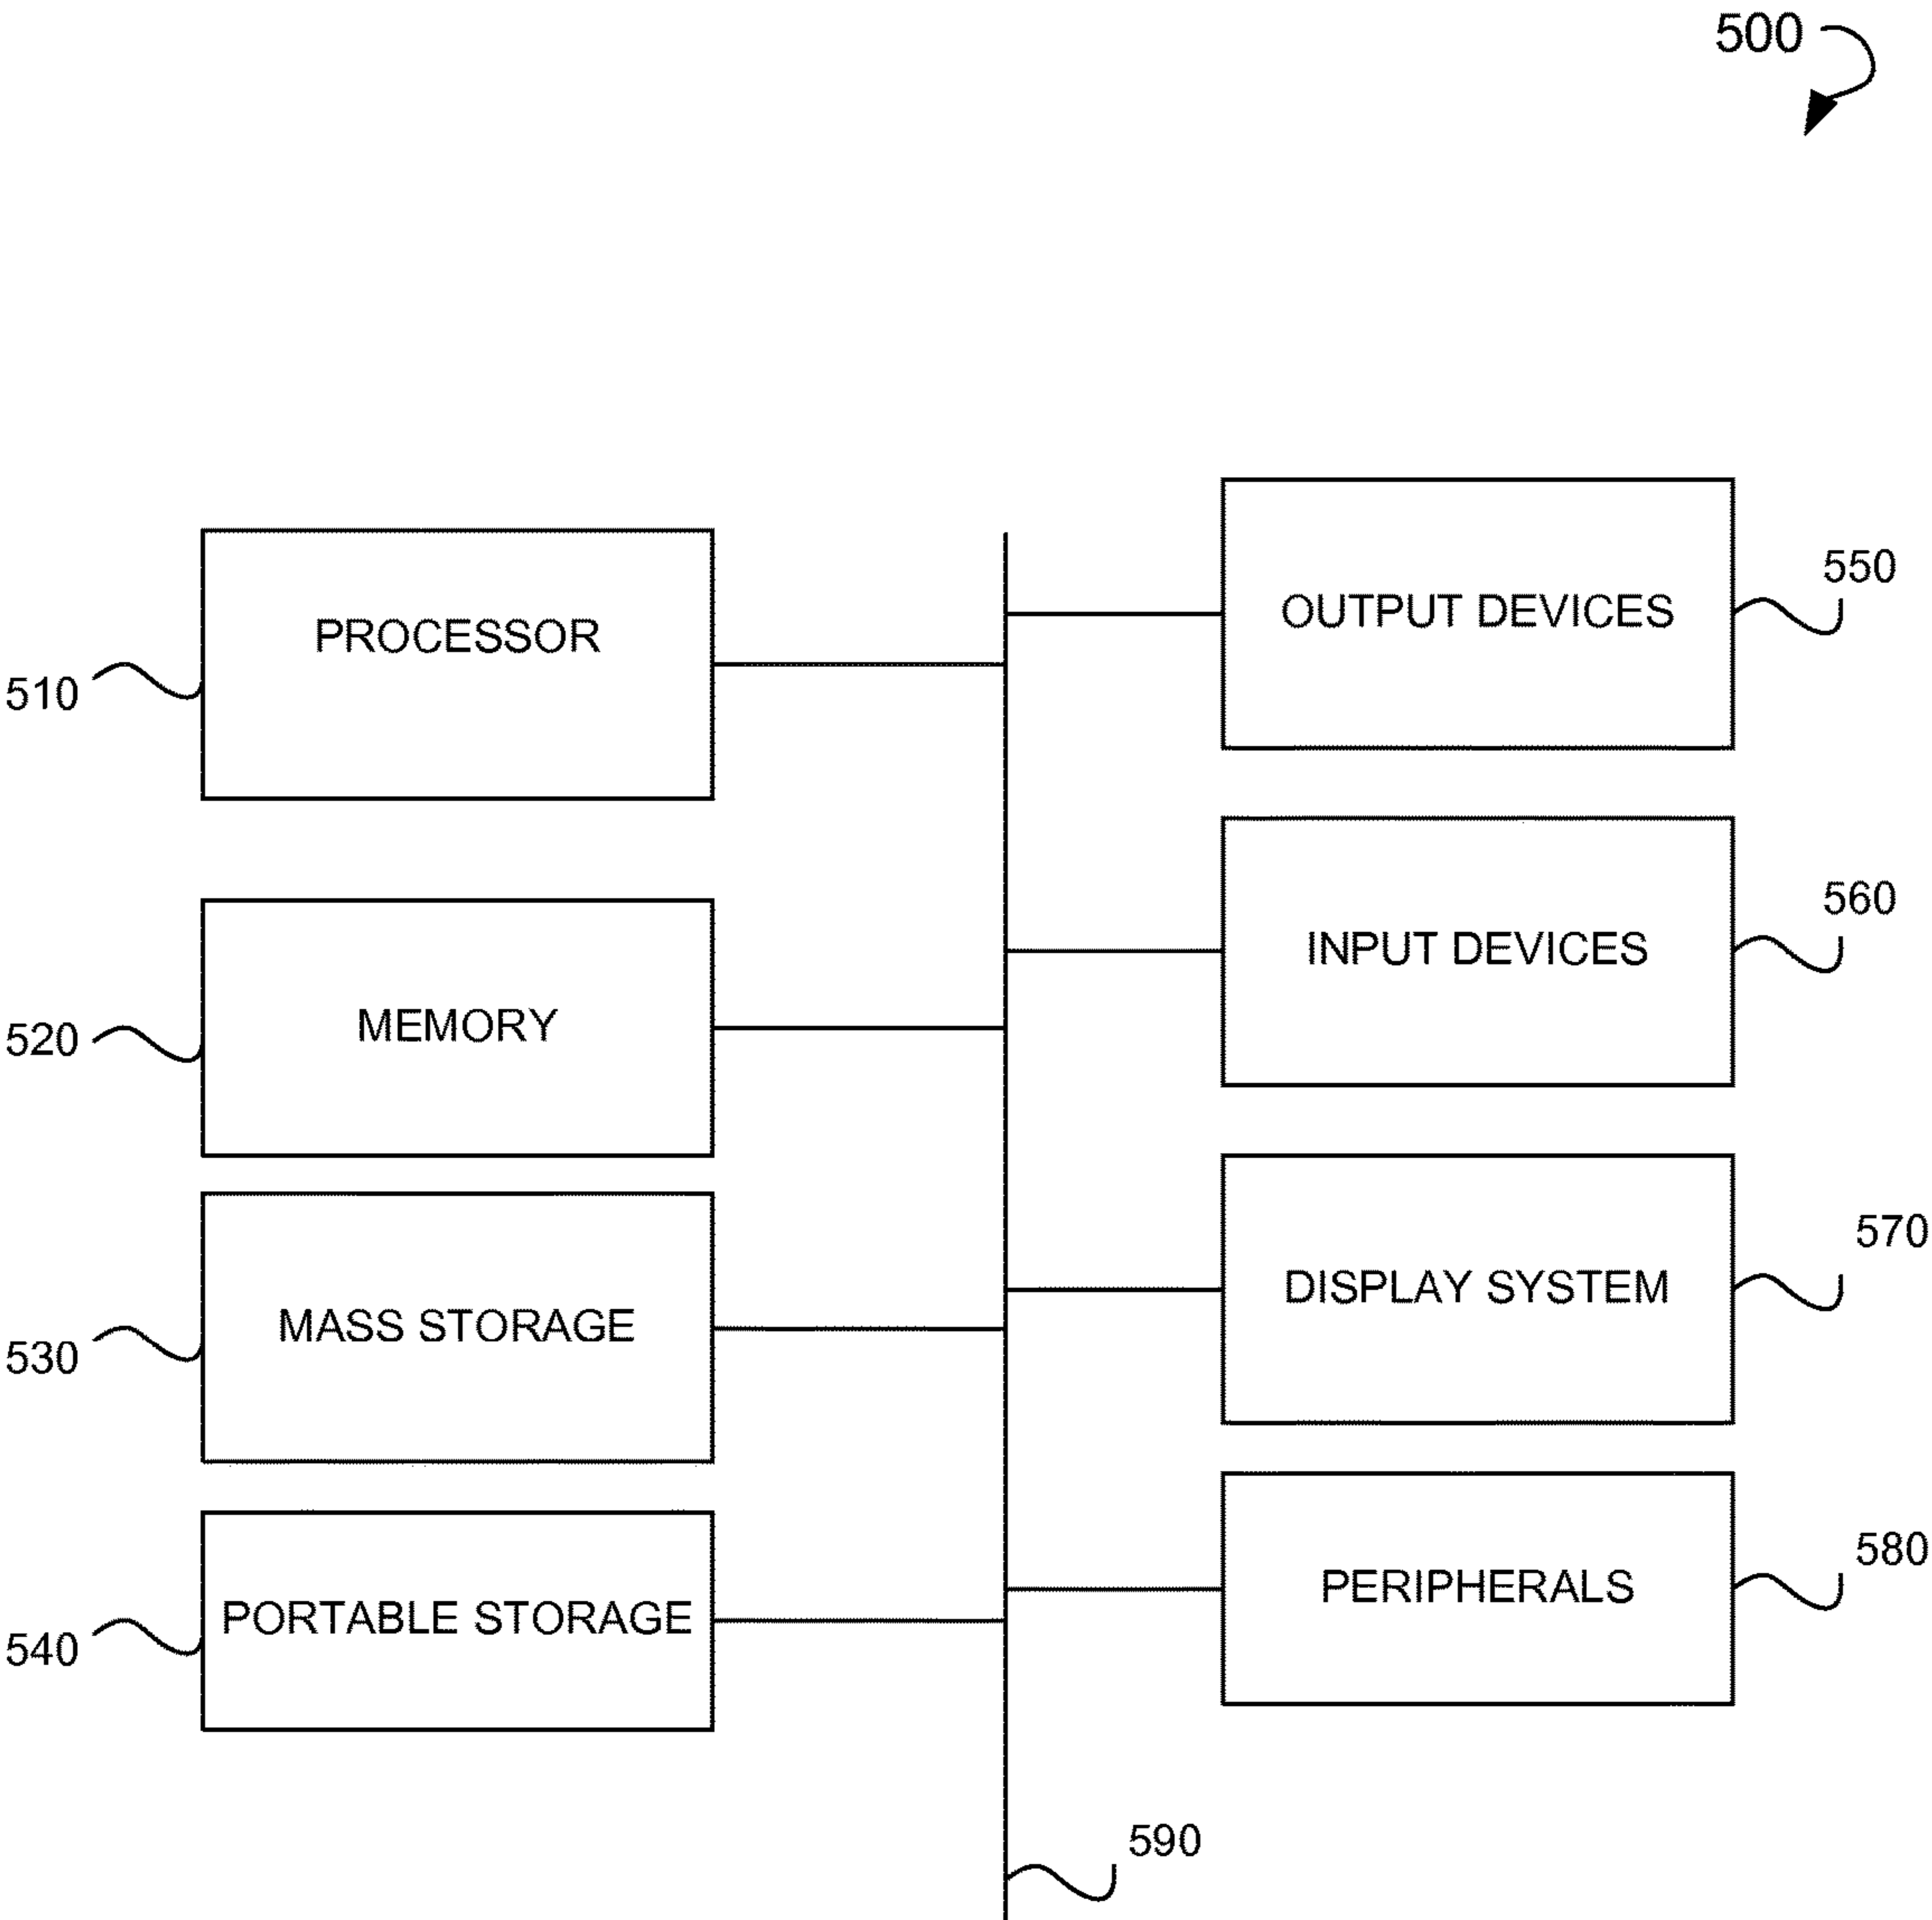 500
PROCESSOR
510
MEMORY
520
MASS STORAGE
530
PORTABLE STORAGE
540
OUTPUT DEVICES
550
INPUT DEVICES
560
DISPLAY SYSTEM
570
PERIPHERALS
580
590